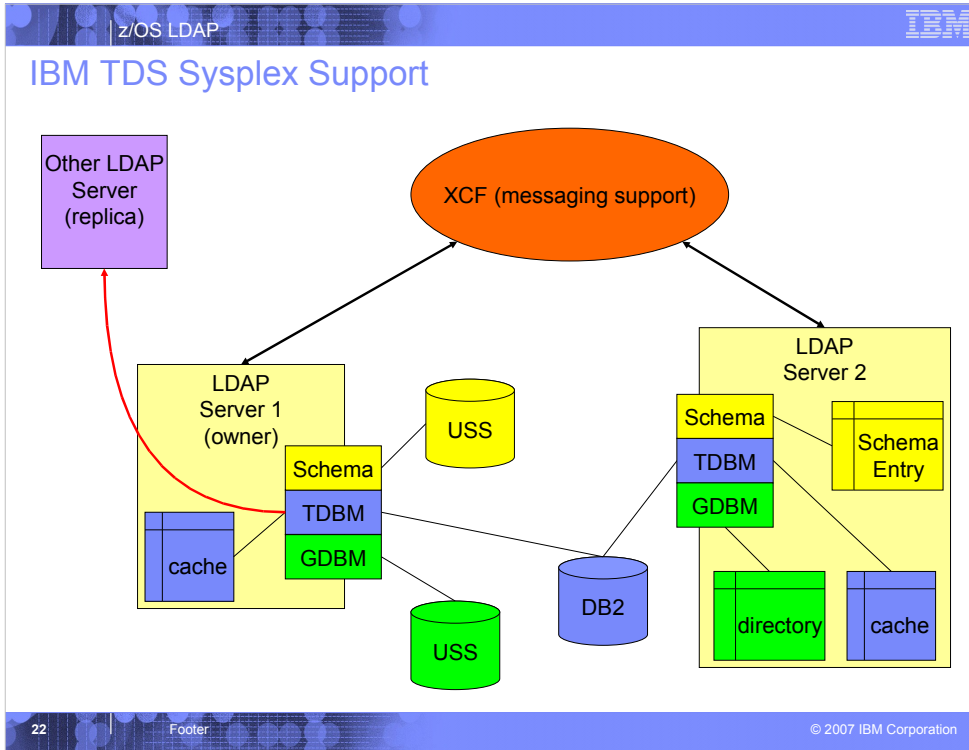 z/OS LDAP
IBM
IBM TDS Sysplex Support
Other LDAP
Server
(replica)
XCF (messaging support)
LDAP
Server 1
(owner)
Schema
TDBM
GDBM
cache
USS
USS
DB2
LDAP
Server 2
Schema
TDBM
GDBM
Schema
Entry
directory
cache
22
Footer
© 2007 IBM Corporation